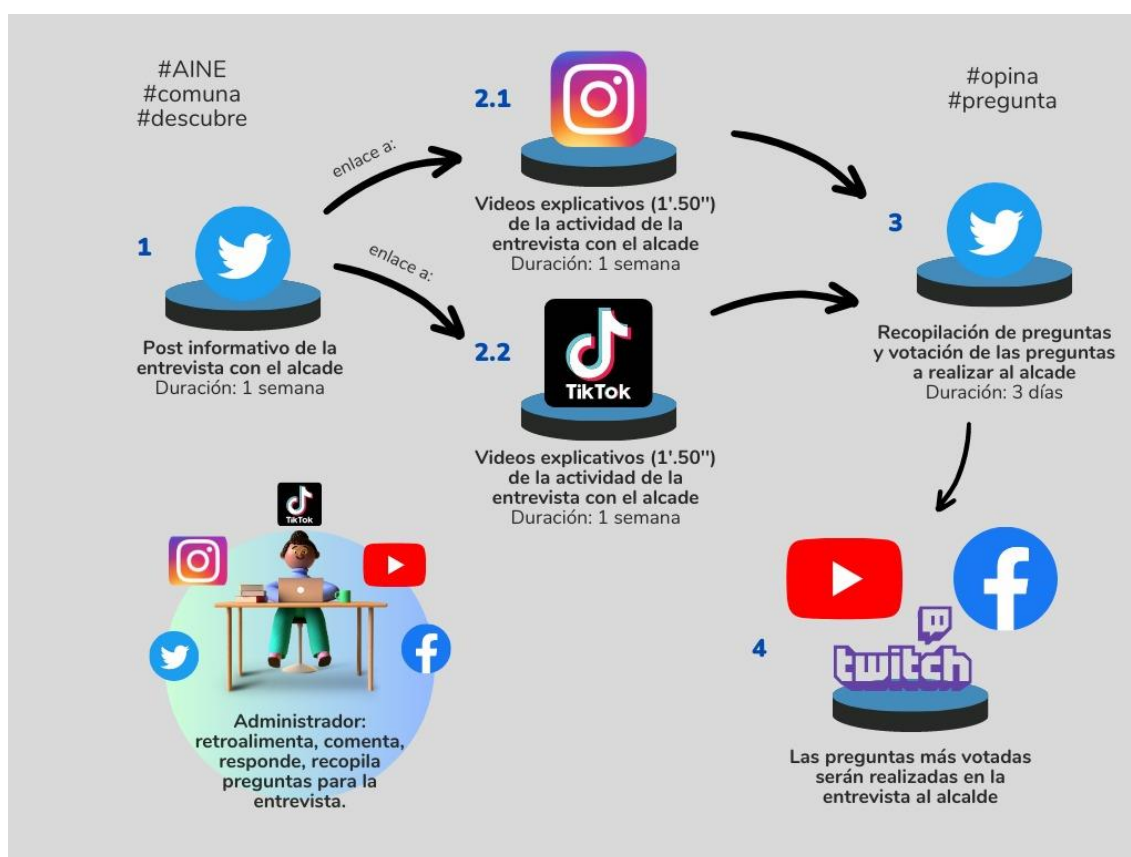 #AINE
#comuna
#descubre
#opina
#pregunta
1
Post informativo de la
entrevista con el alcade
Duración: 1 semana
enlace a:
enlace a:
2.1
Videos explicativos (1'.50'')
de la actividad de la
entrevista con el alcade
Duración: 1 semana
2.2
TikTok
Videos explicativos (1'.50'')
de la actividad de la
entrevista con el alcade
Duración: 1 semana
3
Recopilación de preguntas
y votación de las preguntas
a realizar al alcade
Duración: 3 días
4
twitch
Las preguntas más votadas
serán realizadas en la
entrevista al alcalde
TikTok
Administrador:
retroalimenta, comenta,
responde, recopila
preguntas para la
entrevista.